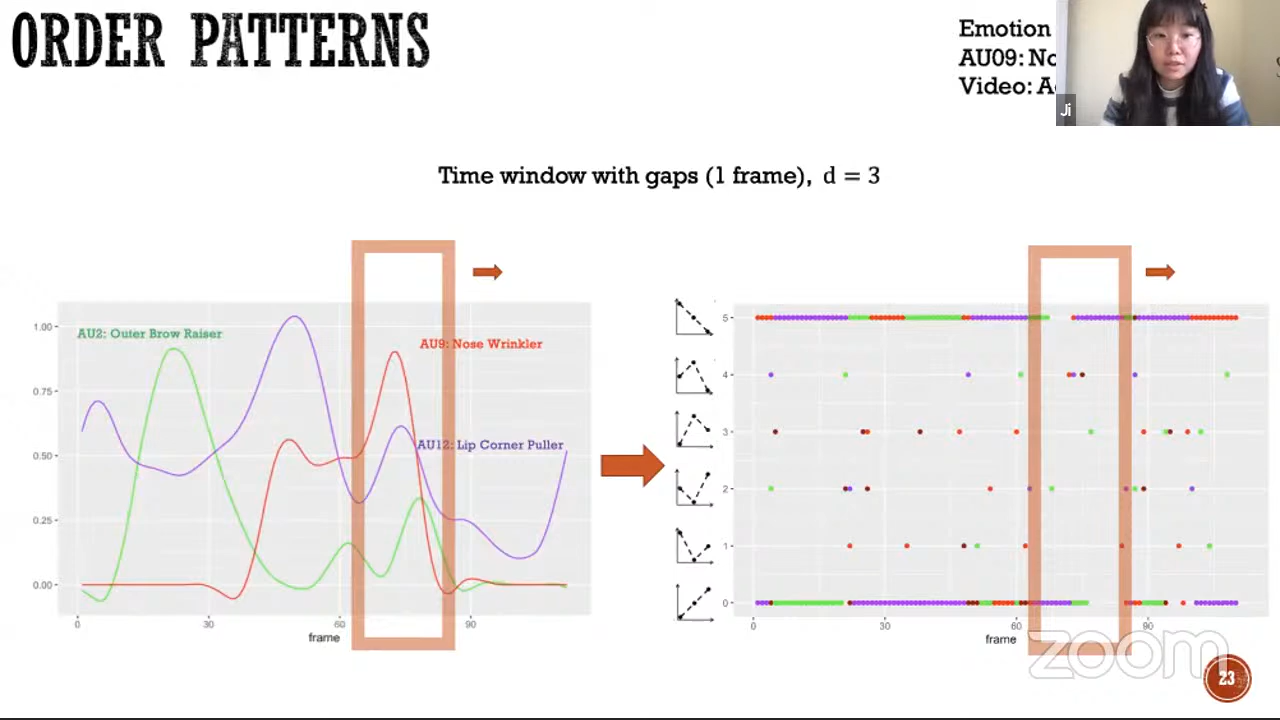 ORDER PATTERNS
Emotion
AU09: No
Video: A
Ji
Time window with gaps (1 frame), d = 3
AU2: Outer Brow Raiser
AU9: Nose Wrinkler
AU12: Lip Corner Puller
1.00
0.75
0.50
0.25
0.00
0 30 60 90
frame
5
4
3
2
1
0
0 30 60 90
frame
zoom
23